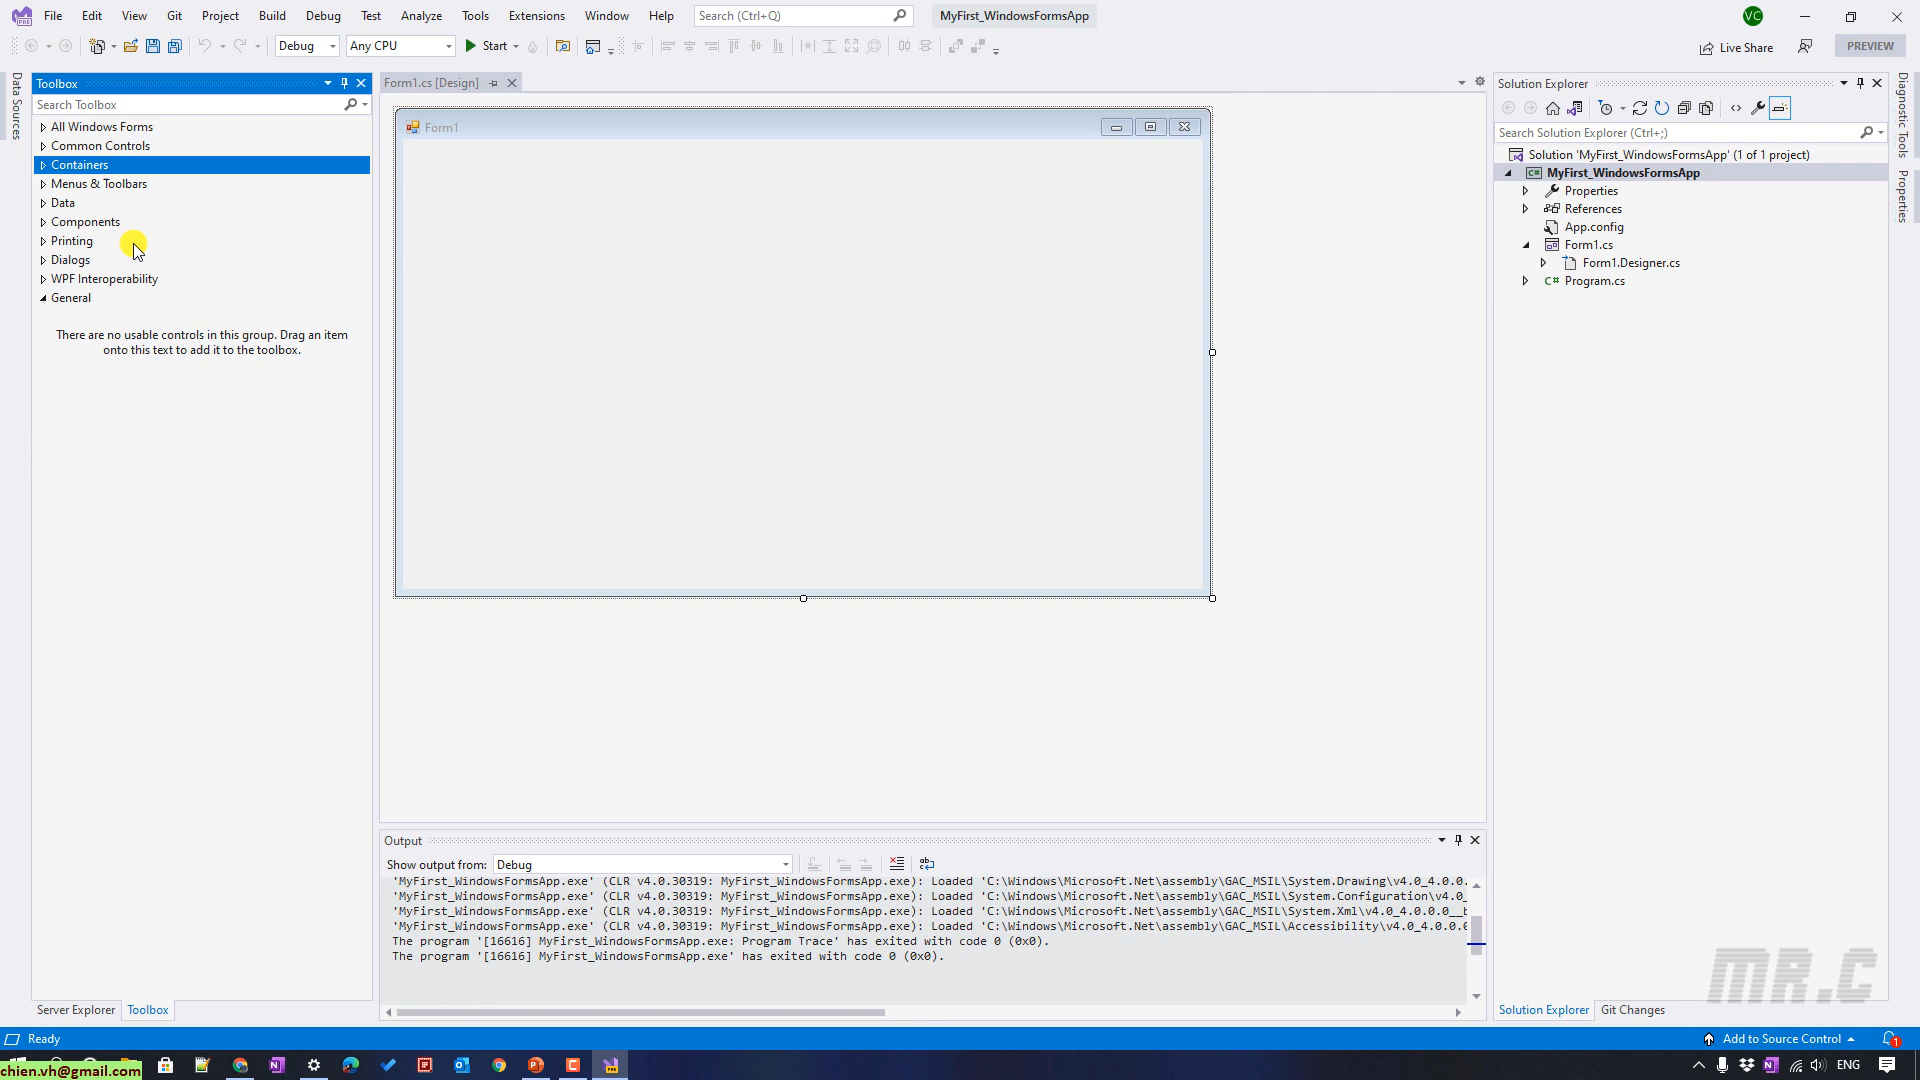 File Edit View Git Project Build Debug Test Analyze Tools Extensions Window Help Search (Ctrl+Q) MyFirst_WindowsFormsApp VC
Debug Any CPU Start Live Share PREVIEW
Data Sources
Toolbox
Search Toolbox
All Windows Forms
Common Controls
Containers
Menus & Toolbars
Data
Components
Printing
Dialogs
WPF Interoperability
General
There are no usable controls in this group. Drag an item
onto this text to add it to the toolbox.
Server Explorer Toolbox
Form1.cs [Design]
Form1
Output
Show output from: Debug
'MyFirst_WindowsFormsApp.exe' (CLR v4.0.30319: MyFirst_WindowsFormsApp.exe): Loaded 'C:\Windows\Microsoft.Net\assembly\GAC_MSIL\System.Drawing\v4.0_4.0.0.
'MyFirst_WindowsFormsApp.exe' (CLR v4.0.30319: MyFirst_WindowsFormsApp.exe): Loaded 'C:\Windows\Microsoft.Net\assembly\GAC_MSIL\System.Configuration\v4.0_
'MyFirst_WindowsFormsApp.exe' (CLR v4.0.30319: MyFirst_WindowsFormsApp.exe): Loaded 'C:\Windows\Microsoft.Net\assembly\GAC_MSIL\System.Xml\v4.0_4.0.0.0__b
'MyFirst_WindowsFormsApp.exe' (CLR v4.0.30319: MyFirst_WindowsFormsApp.exe): Loaded 'C:\Windows\Microsoft.Net\assembly\GAC_MSIL\Accessibility\v4.0_4.0.0.0
The program '[16616] MyFirst_WindowsFormsApp.exe: Program Trace' has exited with code 0 (0x0).
The program '[16616] MyFirst_WindowsFormsApp.exe' has exited with code 0 (0x0).
Solution Explorer
Search Solution Explorer (Ctrl+;)
Solution 'MyFirst_WindowsFormsApp' (1 of 1 project)
MyFirst_WindowsFormsApp
Properties
References
App.config
Form1.cs
Form1.Designer.cs
C# Program.cs
MR.C
Solution Explorer Git Changes
Diagnostic Tools
Properties
Ready Add to Source Control 1
chien.vh@gmail.com ENG